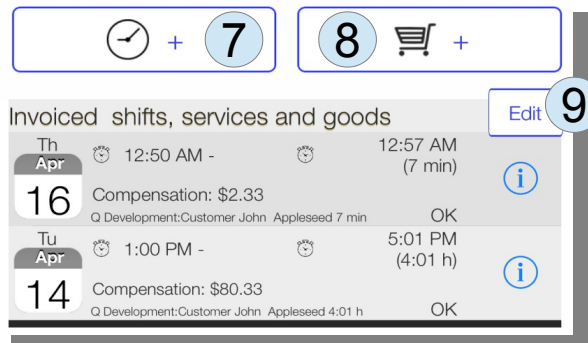 + 7 8 +
Invoiced shifts, services and goods Edit 9
Th
Apr
16
12:50 AM - 12:57 AM
(7 min)
Compensation: $2.33
Q Development:Customer John Appleseed 7 min OK
i
Tu
Apr
14
1:00 PM - 5:01 PM
(4:01 h)
Compensation: $80.33
Q Development:Customer John Appleseed 4:01 h OK
i